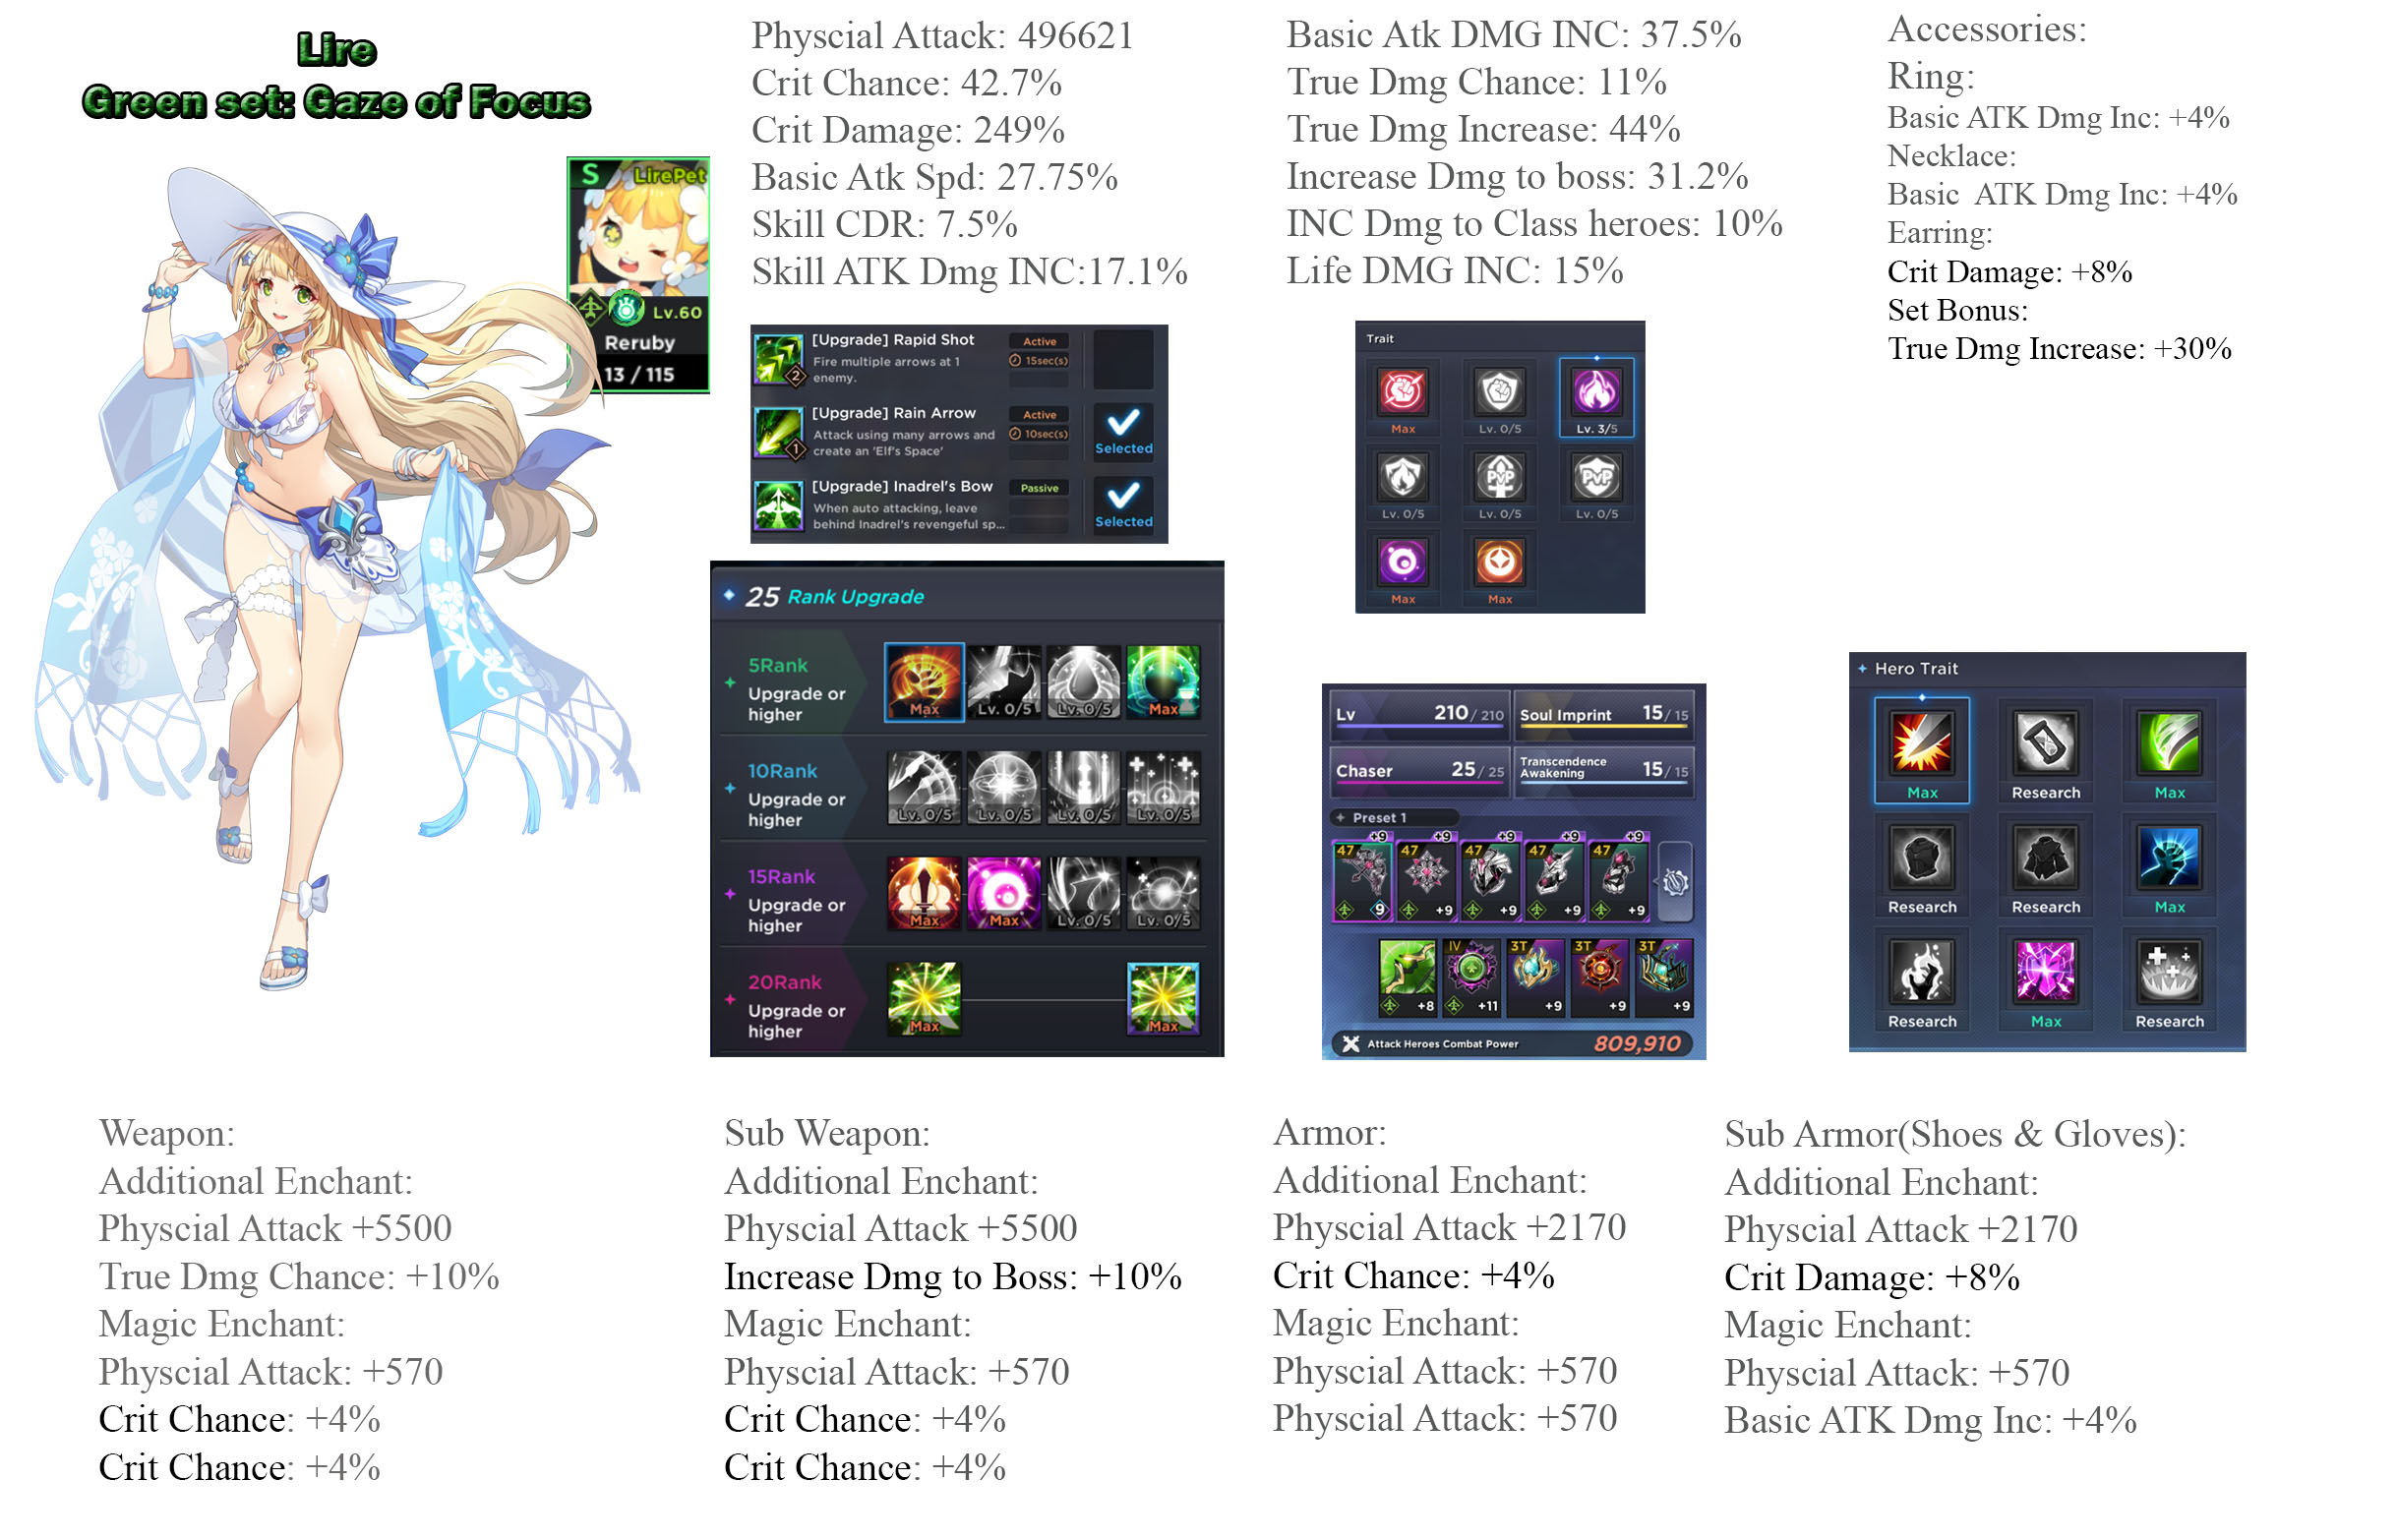 Lire
Green set: Gaze of Focus
S
LirePet
Lv.60
Reruby
13 / 115
Physcial Attack: 496621
Crit Chance: 42.7%
Crit Damage: 249%
Basic Atk Spd: 27.75%
Skill CDR: 7.5%
Skill ATK Dmg INC:17.1%
Basic Atk DMG INC: 37.5%
True Dmg Chance: 11%
True Dmg Increase: 44%
Increase Dmg to boss: 31.2%
INC Dmg to Class heroes: 10%
Life DMG INC: 15%
Accessories:
Ring:
Basic ATK Dmg Inc: +4%
Necklace:
Basic ATK Dmg Inc: +4%
Earring:
Crit Damage: +8%
Set Bonus:
True Dmg Increase: +30%
[Upgrade] Rapid Shot
Active
Fire multiple arrows at 1
15sec(s)
enemy.
2
[Upgrade] Rain Arrow
Active
Attack using many arrows and
10sec(s)
create an 'Elf's Space'
1
Selected
[Upgrade] Inadrel's Bow
Passive
When auto attacking, leave
behind Inadrel's revengeful sp...
Selected
Trait
Max
Lv. 0/5
Lv. 3/5
Lv. 0/5
PVP
Lv. 0/5
PVP
Lv. 0/5
Max
Max
25 Rank Upgrade
5Rank
Upgrade or
higher
Max
Lv. 0/5
Lv. 0/5
Max
10Rank
Upgrade or
higher
Lv. 0/5
Lv. 0/5
Lv. 0/5
Lv. 0/5
15Rank
Upgrade or
higher
Max
Max
Lv. 0/5
Lv. 0/5
20Rank
Upgrade or
higher
Max
Max
Lv 210 / 210
Soul Imprint 15 / 15
Chaser 25 / 25
Transcendence
Awakening 15 / 15
Preset 1
+9 +9 +9 +9 +9
47 47 47 47 47
9 +9 +9 +9 +9
IV 3T 3T 3T
+8 +11 +9 +9 +9
Attack Heroes Combat Power 809,910
Hero Trait
Max
Research
Max
Research
Research
Max
Research
Max
Research
Weapon:
Additional Enchant:
Physcial Attack +5500
True Dmg Chance: +10%
Magic Enchant:
Physcial Attack: +570
Crit Chance: +4%
Crit Chance: +4%
Sub Weapon:
Additional Enchant:
Physcial Attack +5500
Increase Dmg to Boss: +10%
Magic Enchant:
Physcial Attack: +570
Crit Chance: +4%
Crit Chance: +4%
Armor:
Additional Enchant:
Physcial Attack +2170
Crit Chance: +4%
Magic Enchant:
Physcial Attack: +570
Physcial Attack: +570
Sub Armor(Shoes & Gloves):
Additional Enchant:
Physcial Attack +2170
Crit Damage: +8%
Magic Enchant:
Physcial Attack: +570
Basic ATK Dmg Inc: +4%